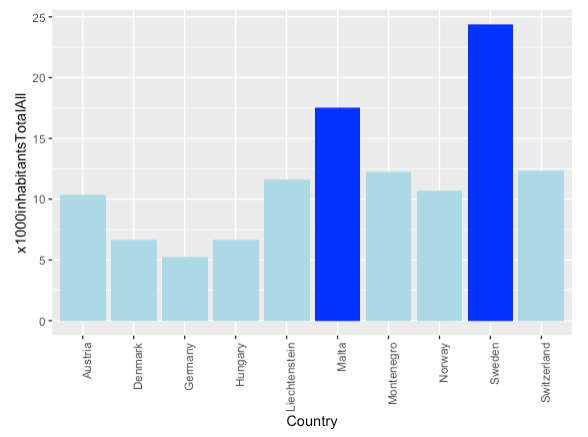 x1000inhabitantsTotalAll
25
20
15
10
5
0
Austria
Denmark
Germany
Hungary
Liechtenstein
Malta
Montenegro
Norway
Sweden
Switzerland
Country